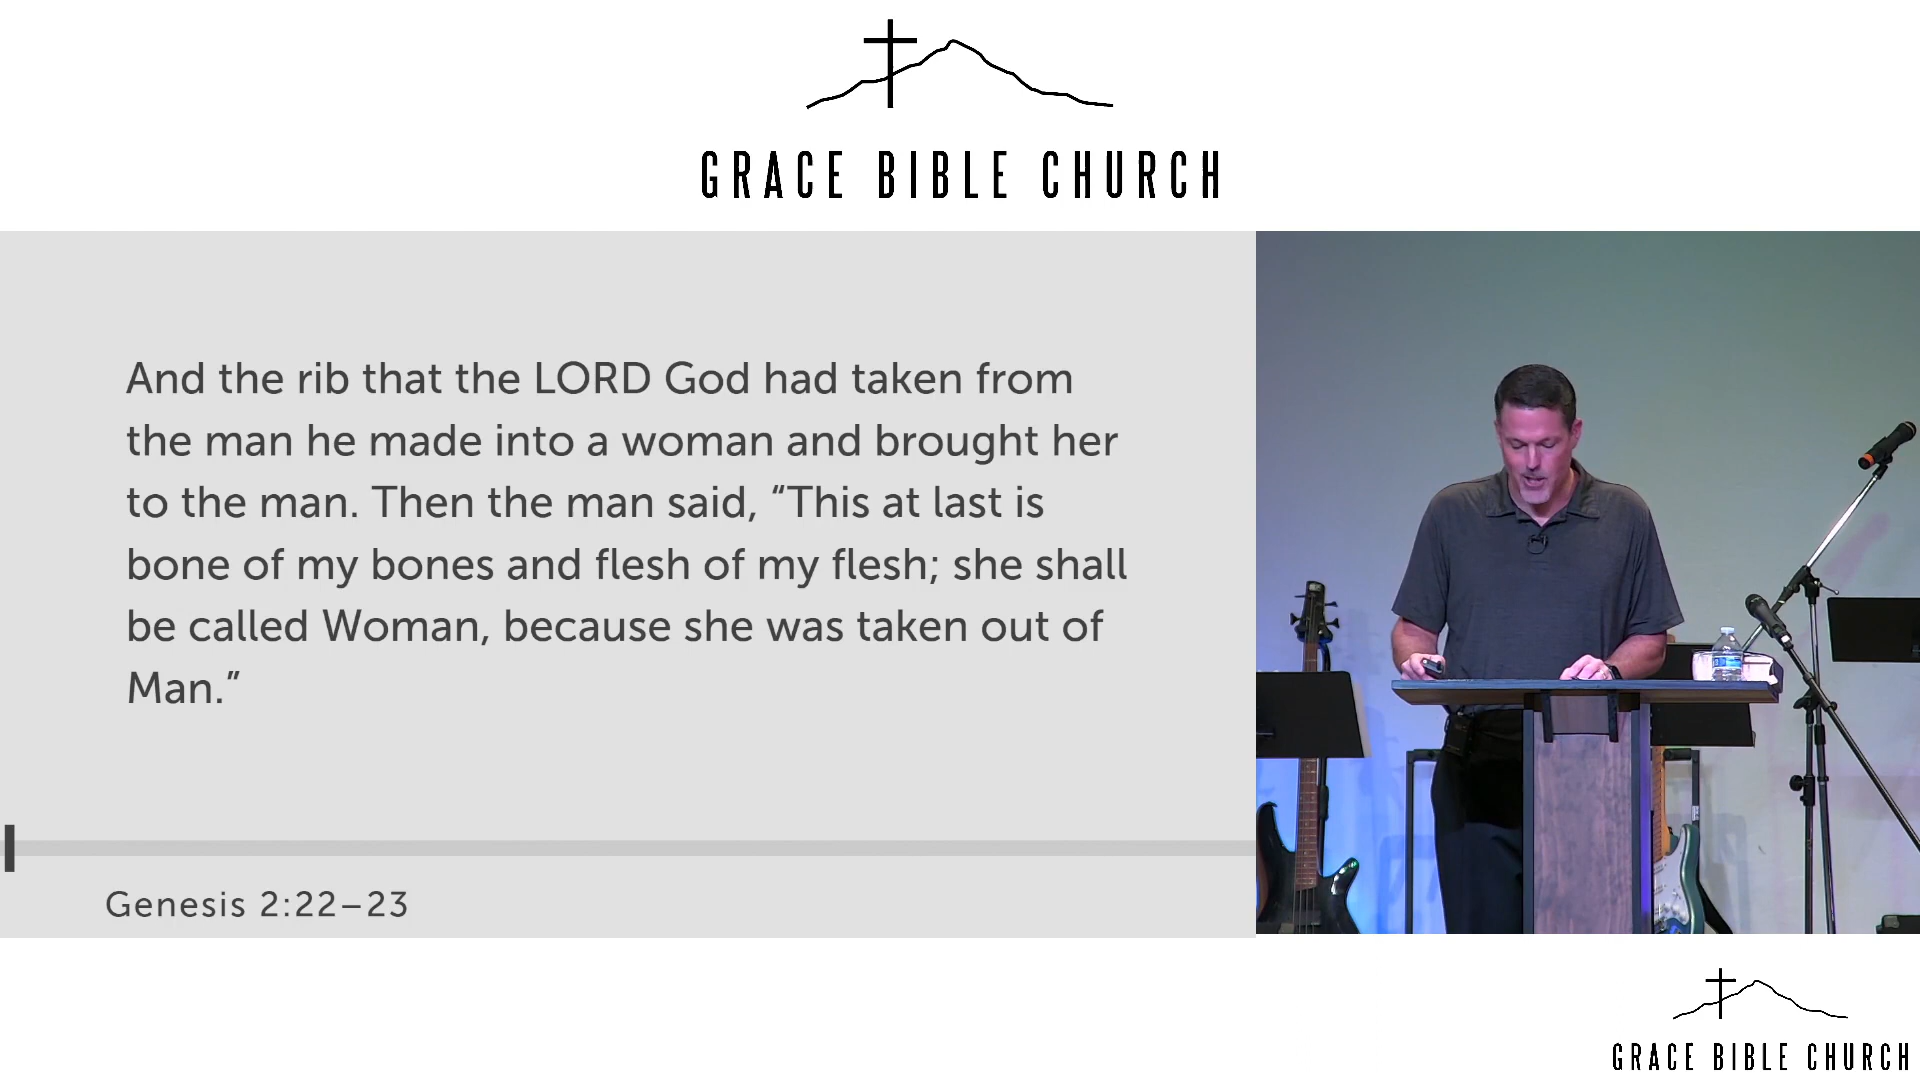 GRACE BIBLE CHURCH
And the rib that the LORD God had taken from
the man he made into a woman and brought her
to the man. Then the man said, “This at last is
bone of my bones and flesh of my flesh; she shall
be called Woman, because she was taken out of
Man.”
Genesis 2:22–23
GRACE BIBLE CHURCH